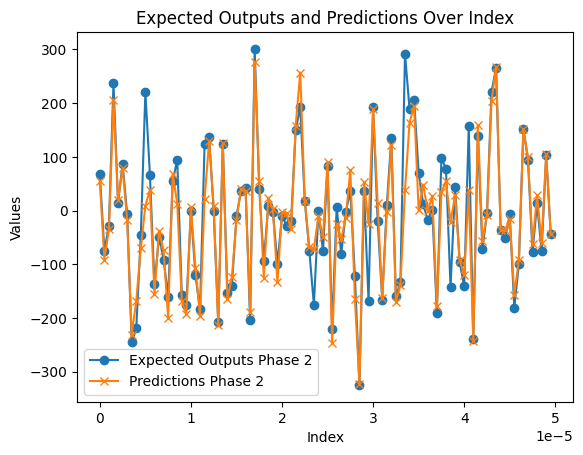 Expected Outputs and Predictions Over Index
Values
300
200
100
0
−100
−200
−300
Expected Outputs Phase 2
Predictions Phase 2
0 1 2 3 4 5
1e−5
Index